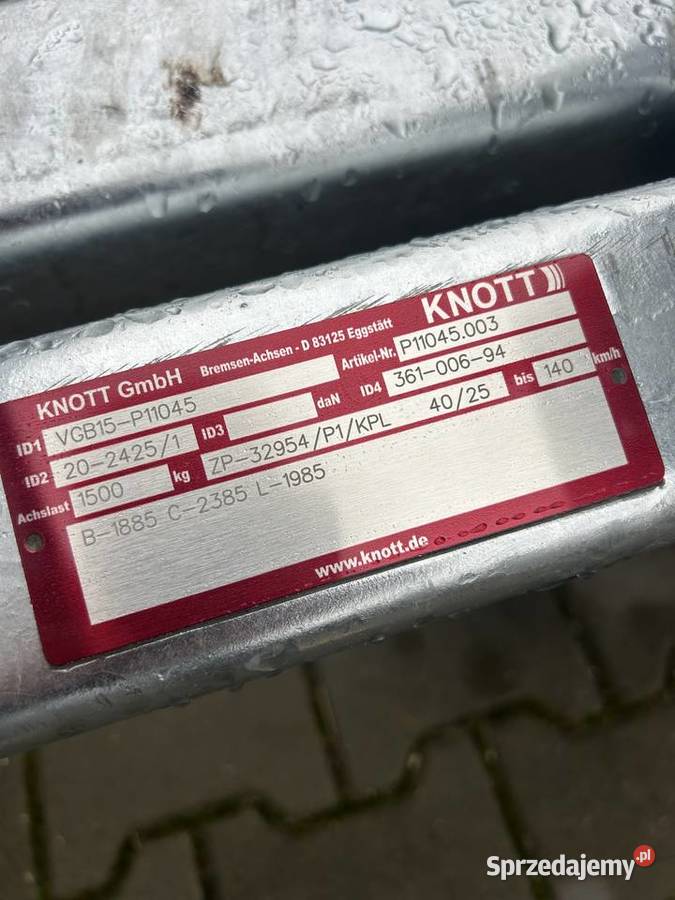 KNOTT
KNOTT GmbH Bremsen-Achsen - D 83125 Eggstätt
ID1 VGB15-P11045 Artikel-Nr. P11045.003
ID2 20-2425/1 ID3 daN ID4 361-006-94
Achslast 1500 kg ZP-32954/P1/KPL 40/25 bis 140 km/h
B-1885 C-2385 L-1985
www.knott.de
Sprzedajemy.pl